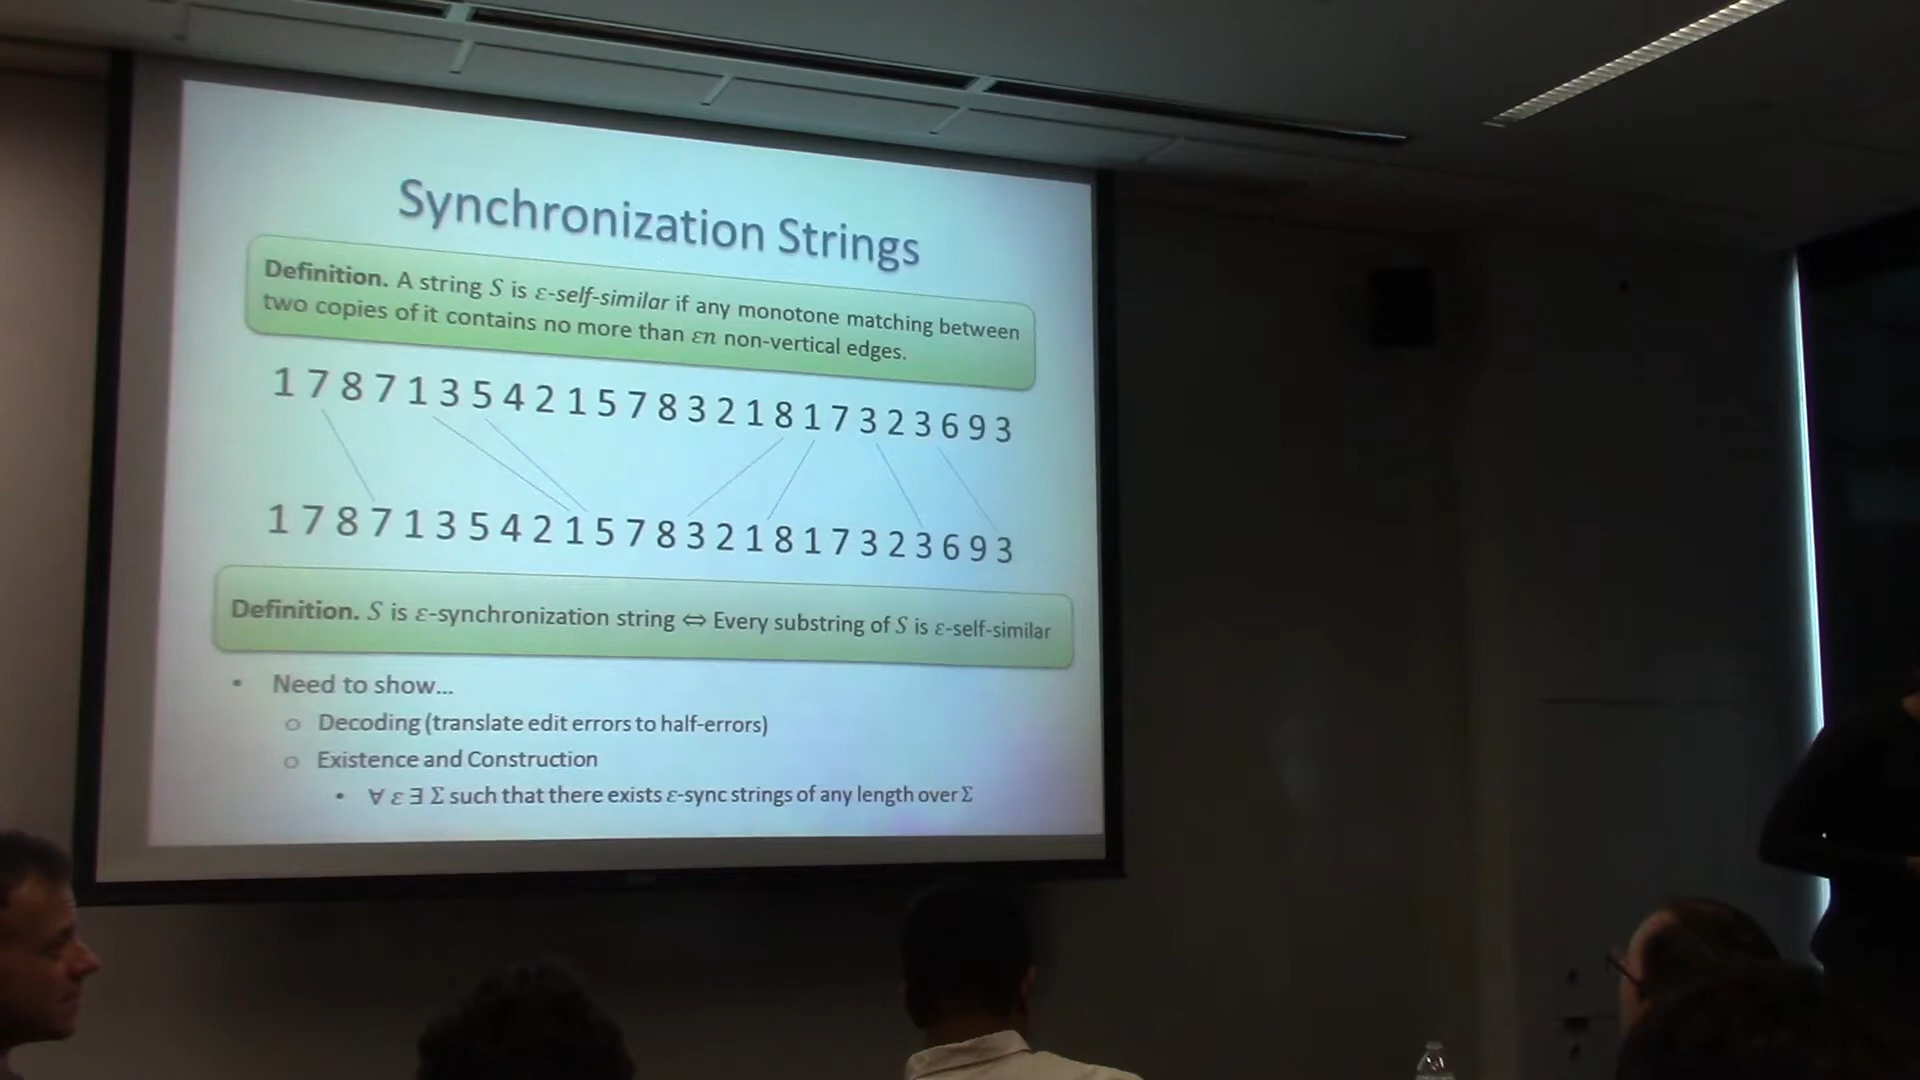 Synchronization Strings
Definition. A string S is ε-self-similar if any monotone matching between
two copies of it contains no more than εn non-vertical edges.
1 7 8 7 1 3 5 4 2 1 5 7 8 3 2 1 8 1 7 3 2 3 6 9 3
1 7 8 7 1 3 5 4 2 1 5 7 8 3 2 1 8 1 7 3 2 3 6 9 3
Definition. S is ε-synchronization string ⇔ Every substring of S is ε-self-similar
• Need to show...
o Decoding (translate edit errors to half-errors)
o Existence and Construction
• ∀ ε ∃ Σ such that there exists ε-sync strings of any length over Σ